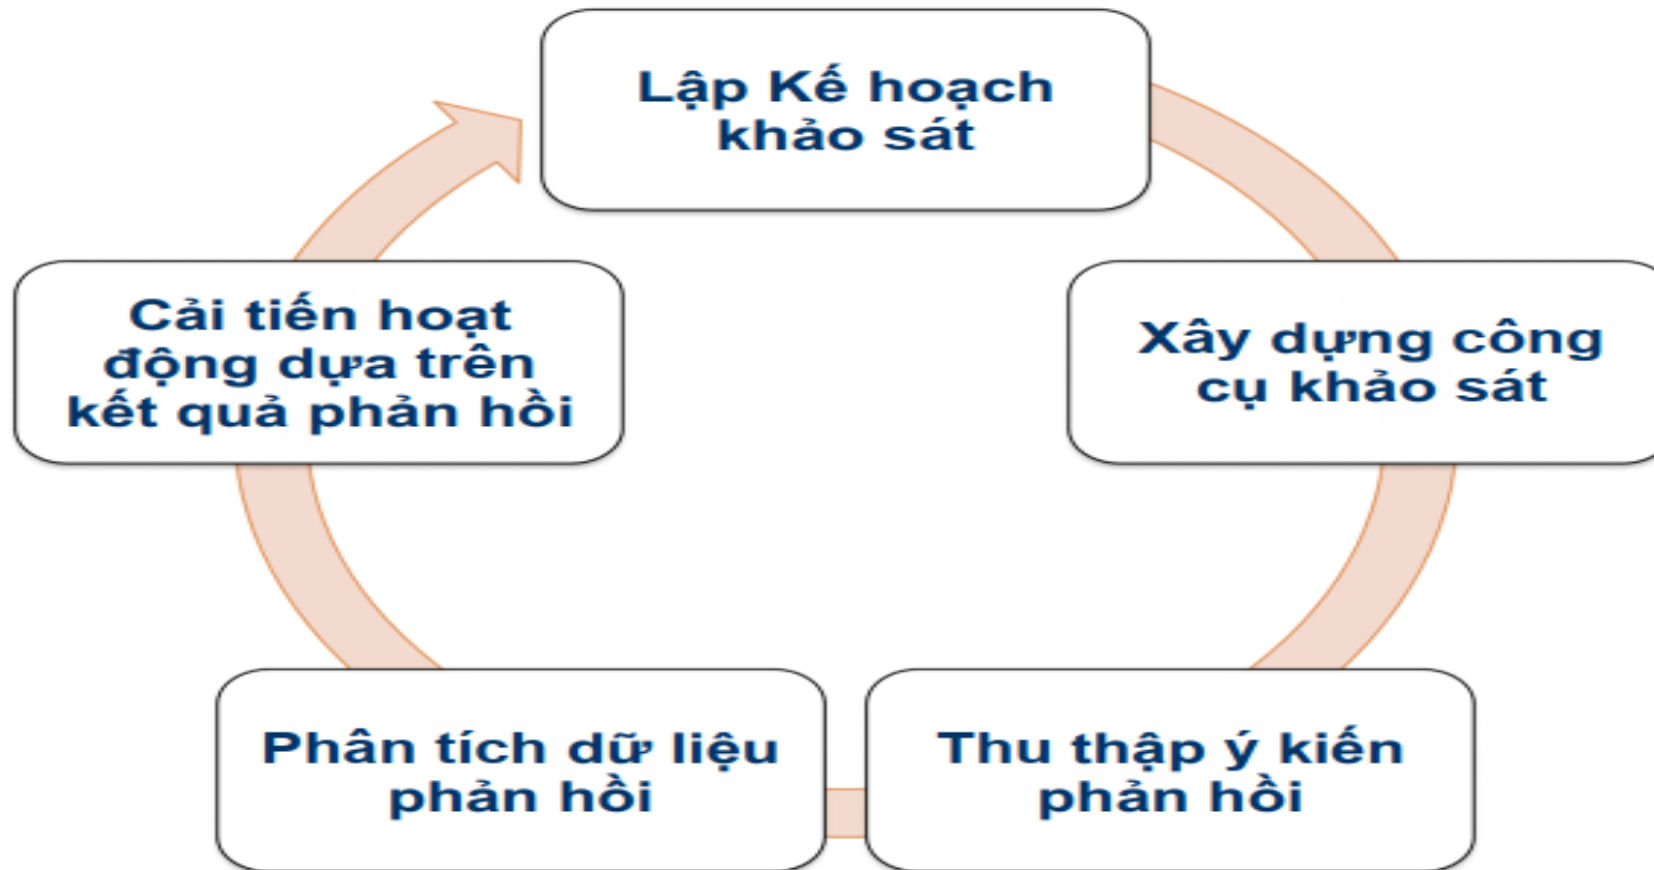 Lập Kế hoạch
khảo sát
Xây dựng công
cụ khảo sát
Thu thập ý kiến
phản hồi
Phân tích dữ liệu
phản hồi
Cải tiến hoạt
động dựa trên
kết quả phản hồi